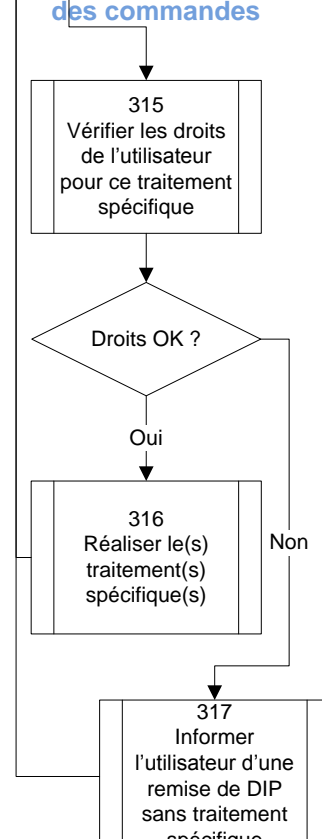 des commandes
315
Vérifier les droits
de l'utilisateur
pour ce traitement
spécifique
Droits OK ?
Oui
316
Réaliser le(s)
traitement(s)
spécifique(s)
Non
317
Informer
l'utilisateur d'une
remise de DIP
sans traitement
spécifique